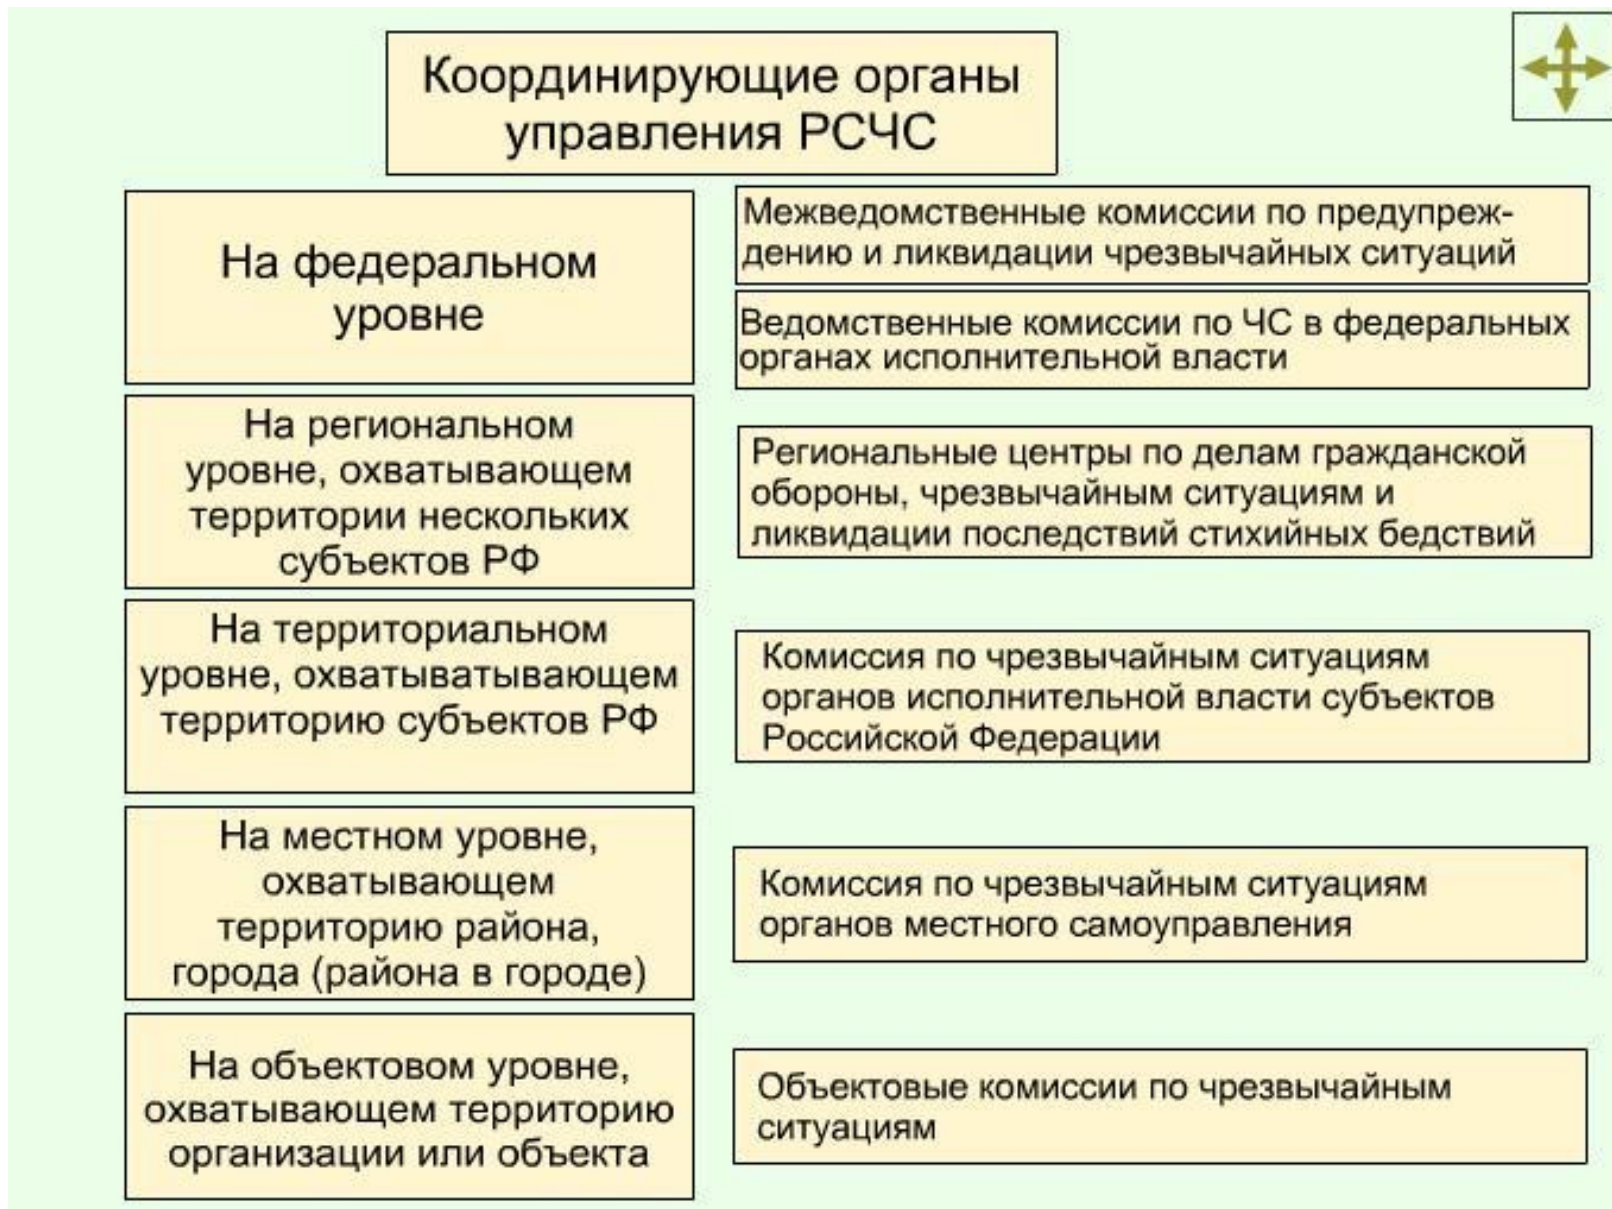 Координирующие органы
управления РСЧС
На федеральном
уровне
Межведомственные комиссии по предупреж-
дению и ликвидации чрезвычайных ситуаций
Ведомственные комиссии по ЧС в федеральных
органах исполнительной власти
На региональном
уровне, охватывающем
территории нескольких
субъектов РФ
Региональные центры по делам гражданской
обороны, чрезвычайным ситуациям и
ликвидации последствий стихийных бедствий
На территориальном
уровне, охватыватывающем
территорию субъектов РФ
Комиссия по чрезвычайным ситуациям
органов исполнительной власти субъектов
Российской Федерации
На местном уровне,
охватывающем
территорию района,
города (района в городе)
Комиссия по чрезвычайным ситуациям
органов местного самоуправления
На объектовом уровне,
охватывающем территорию
организации или объекта
Объектовые комиссии по чрезвычайным
ситуациям